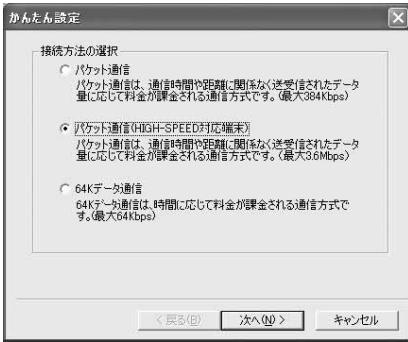 かんたん設定
接続方法の選択
パケット通信
パケット通信は、通信時間や距離に関係なく送受信されたデータ
量に応じて料金が課金される通信方式です。(最大384Kbps)
パケット通信(HIGH-SPEED対応端末)
パケット通信は、通信時間や距離に関係なく送受信されたデータ
量に応じて料金が課金される通信方式です。(最大3.6Mbps)
64Kデータ通信
64Kデータ通信は、時間に応じて料金が課金される通信方式で
す。(最大64Kbps)
< 戻る(B) 次へ(N) > キャンセル